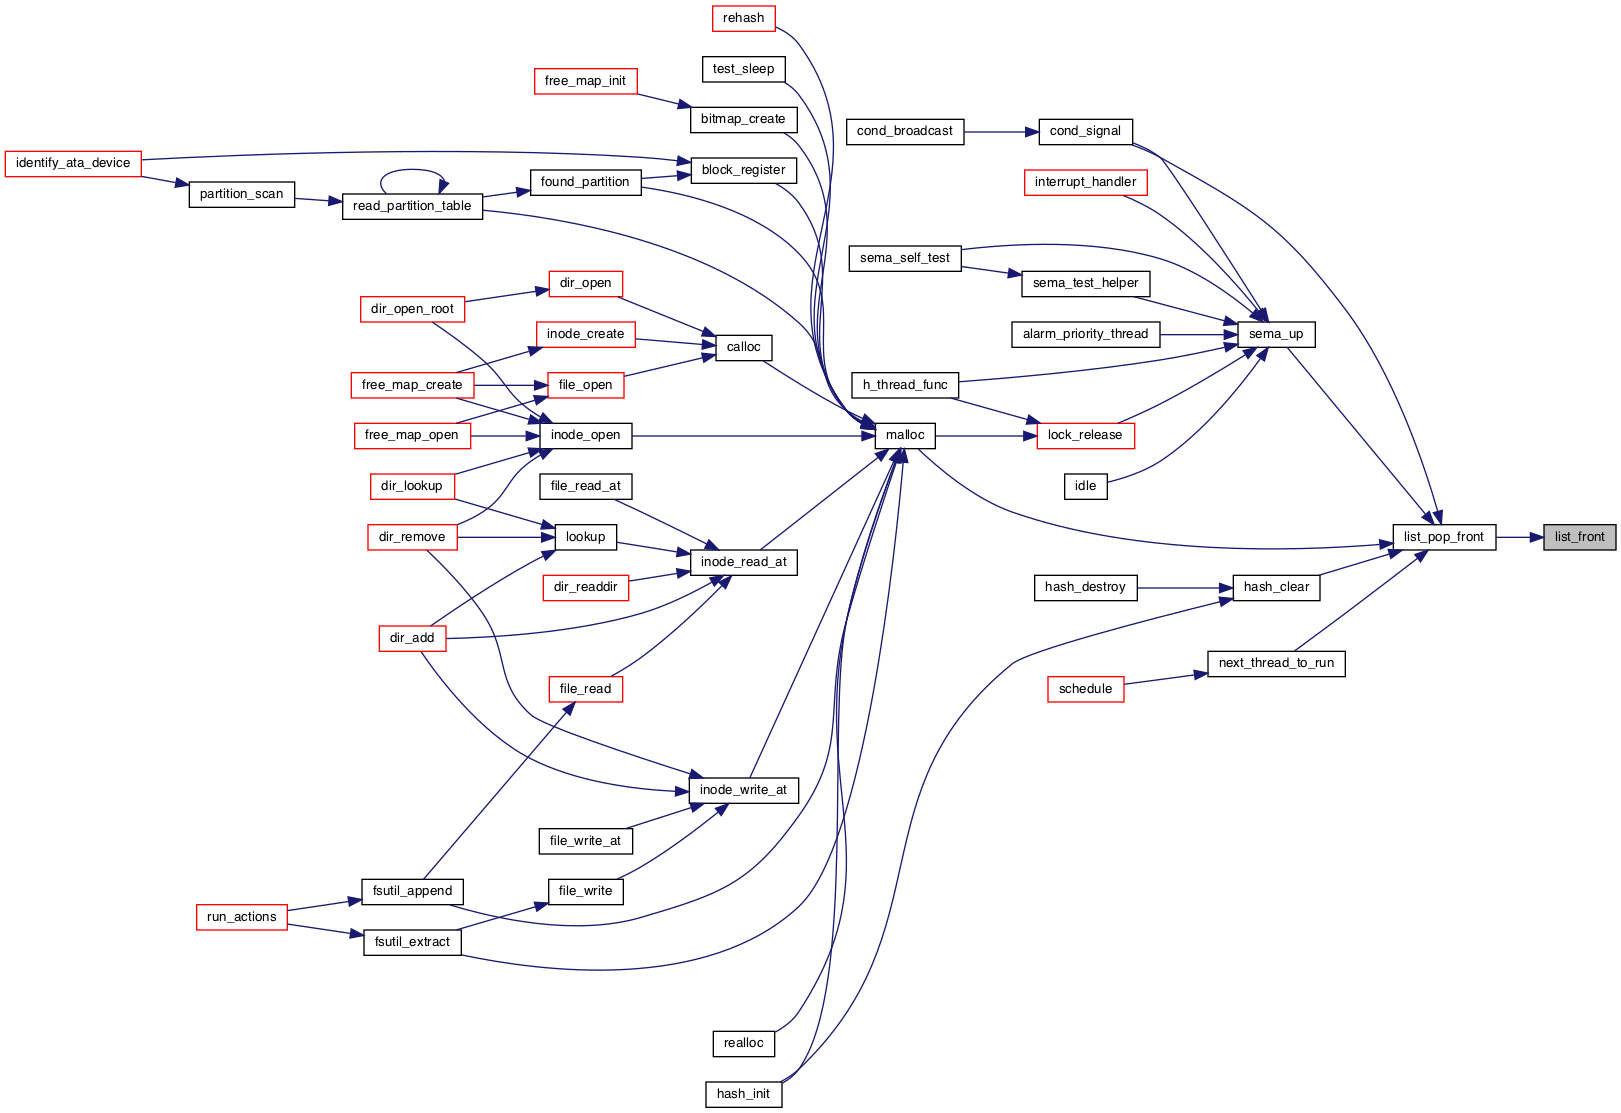 rehash
test_sleep
free_map_init
bitmap_create
cond_broadcast
cond_signal
identify_ata_device
block_register
partition_scan
found_partition
interrupt_handler
read_partition_table
sema_self_test
sema_test_helper
dir_open
dir_open_root
inode_create
calloc
alarm_priority_thread
sema_up
free_map_create
file_open
h_thread_func
free_map_open
inode_open
malloc
lock_release
dir_lookup
file_read_at
idle
dir_remove
lookup
list_pop_front
list_front
inode_read_at
dir_readdir
hash_destroy
hash_clear
dir_add
next_thread_to_run
file_read
schedule
inode_write_at
file_write_at
fsutil_append
file_write
run_actions
fsutil_extract
realloc
hash_init